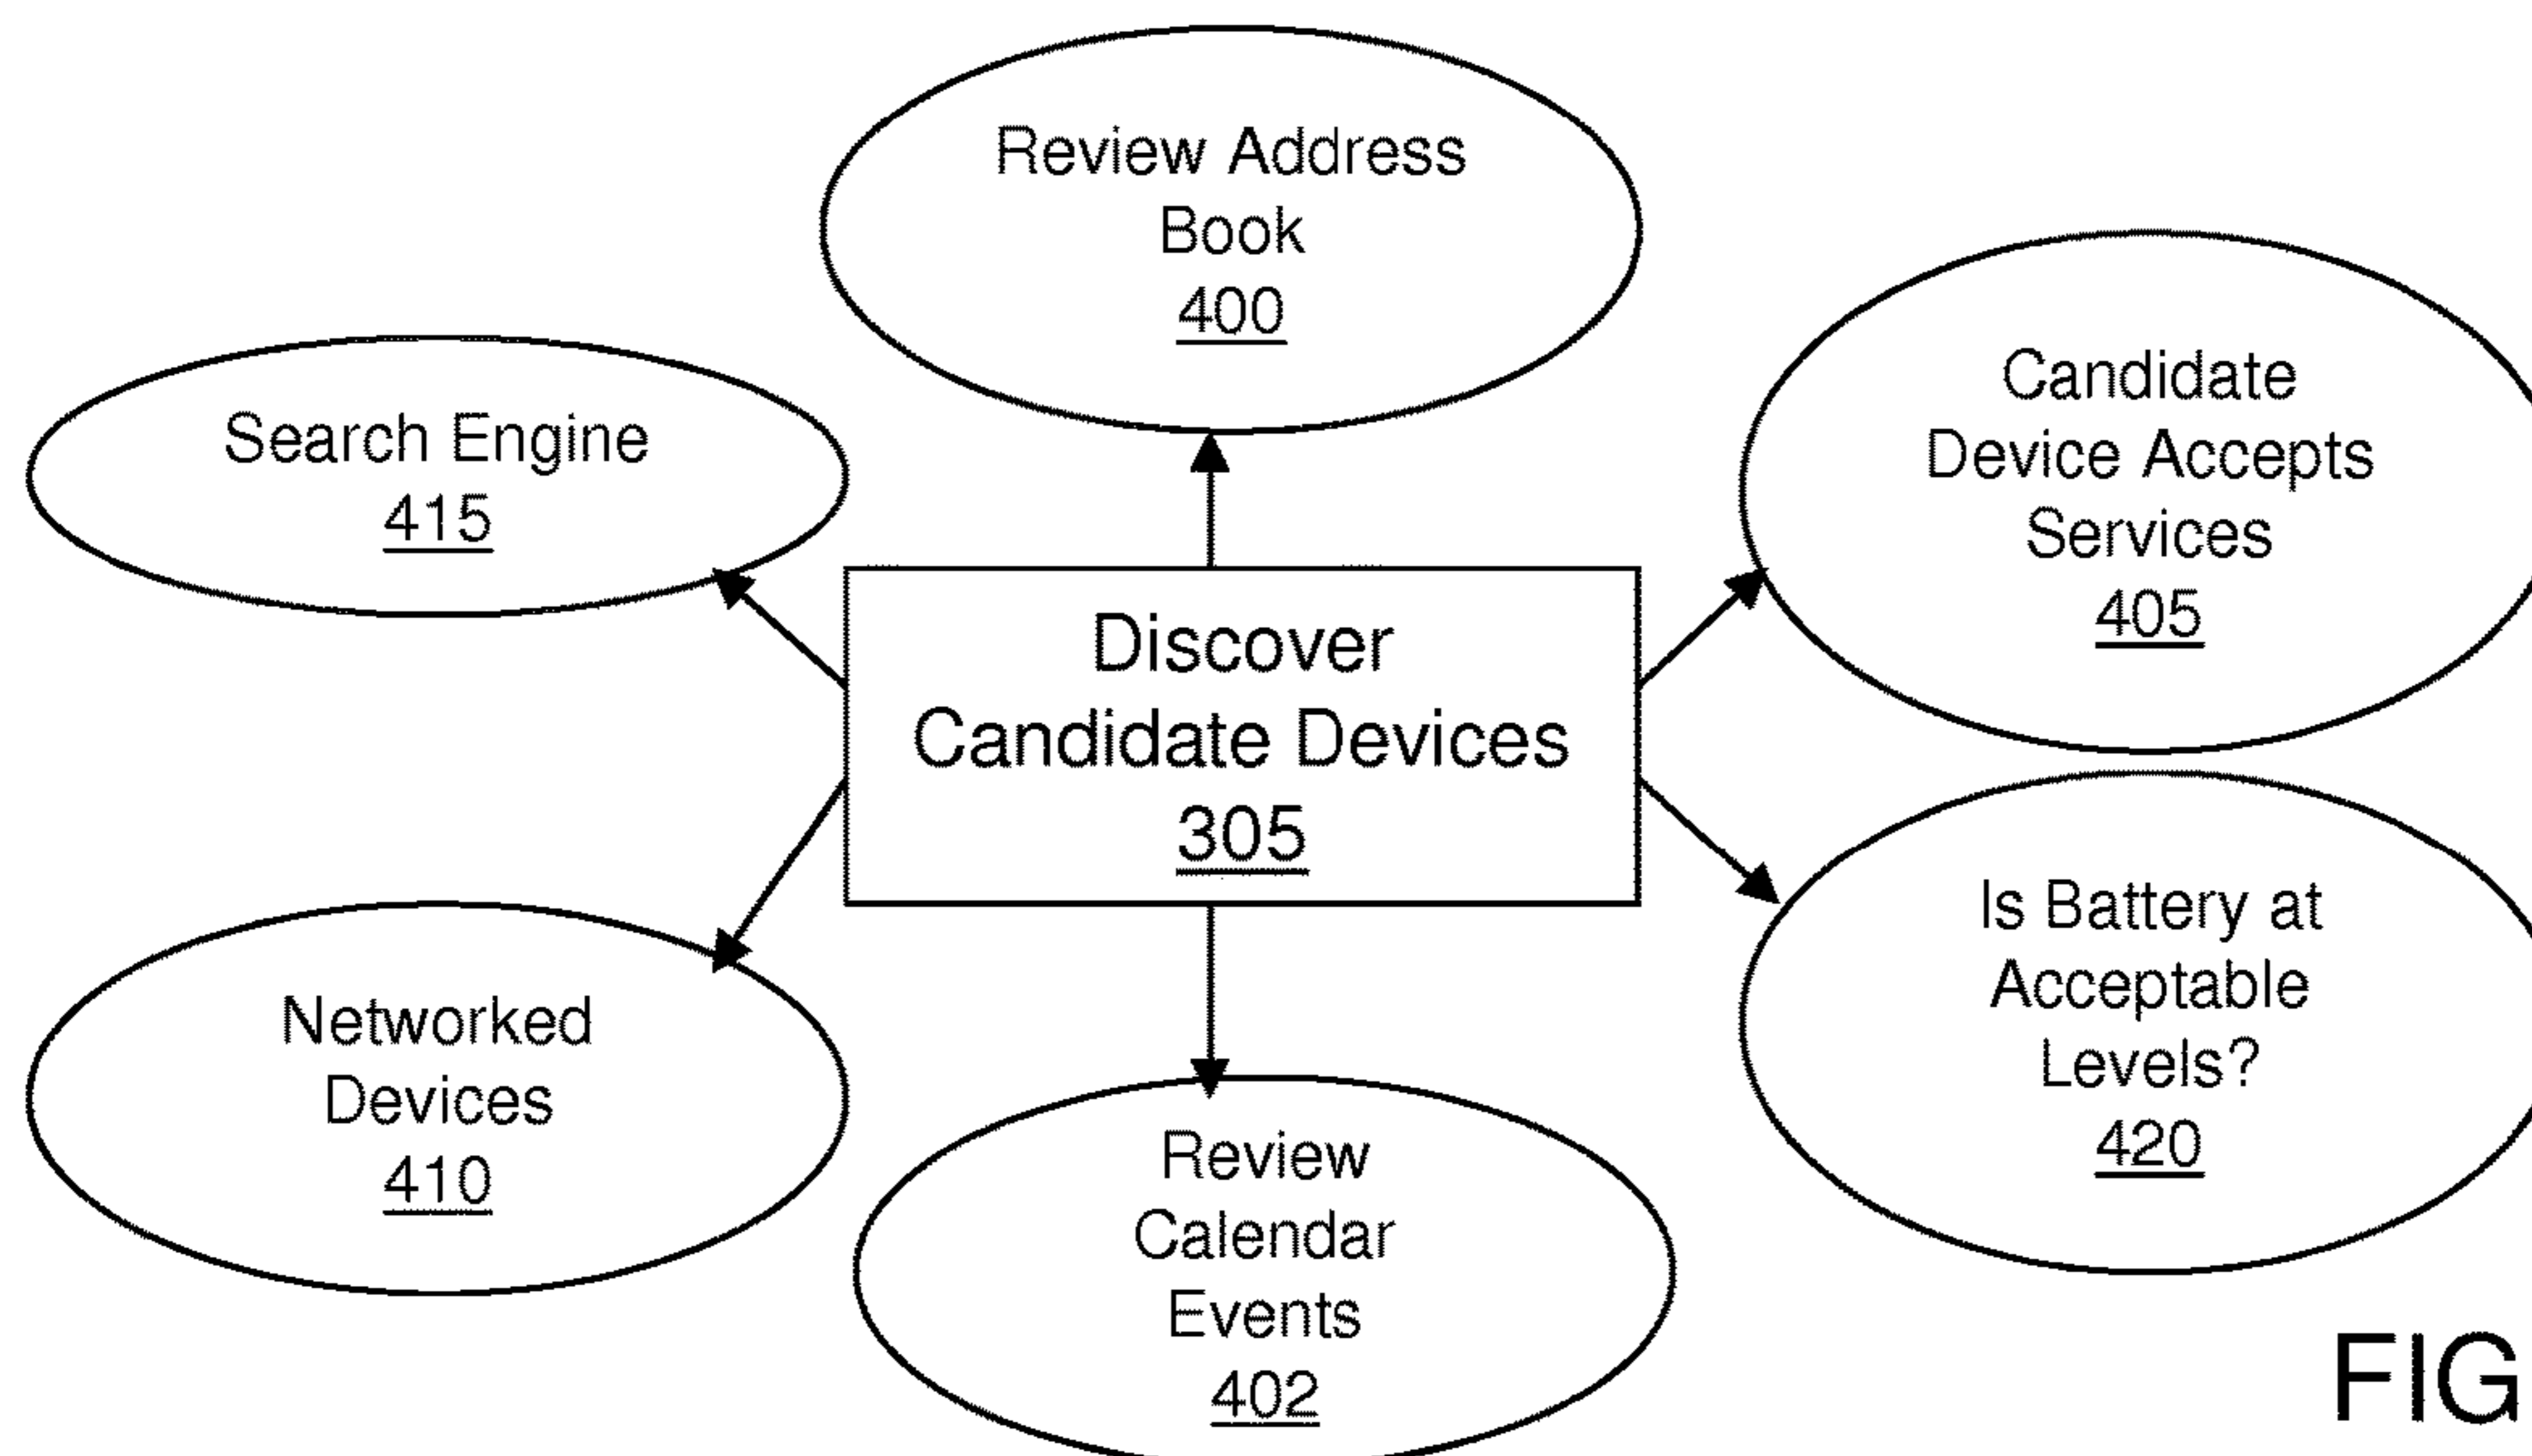 Review Address
Book
400
Search Engine
415
Candidate
Device Accepts
Services
405
Discover
Candidate Devices
305
Is Battery at
Acceptable
Levels?
420
Networked
Devices
410
Review
Calendar
Events
402
FIG